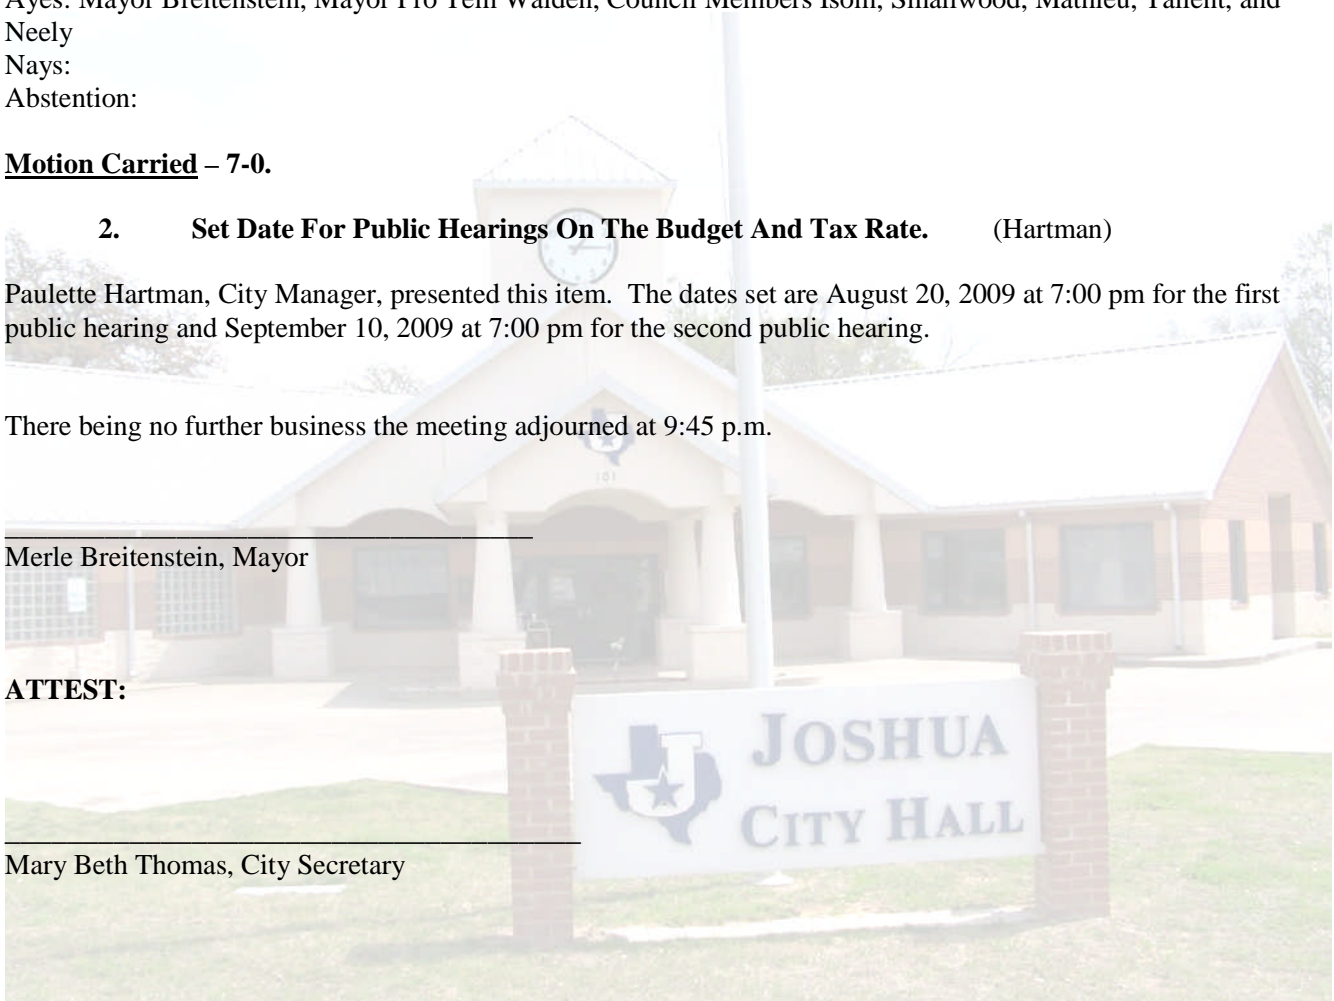 Ayes: Mayor Breitenstein, Mayor Pro Tem Walden, Council Members Isom, Smallwood, Mathieu, Tallent, and
Neely
Nays:
Abstention:
Motion Carried – 7-0.
2. Set Date For Public Hearings On The Budget And Tax Rate. (Hartman)
Paulette Hartman, City Manager, presented this item. The dates set are August 20, 2009 at 7:00 pm for the first
public hearing and September 10, 2009 at 7:00 pm for the second public hearing.
There being no further business the meeting adjourned at 9:45 p.m.
101
Merle Breitenstein, Mayor
ATTEST:
J
JOSHUA
CITY HALL
Mary Beth Thomas, City Secretary